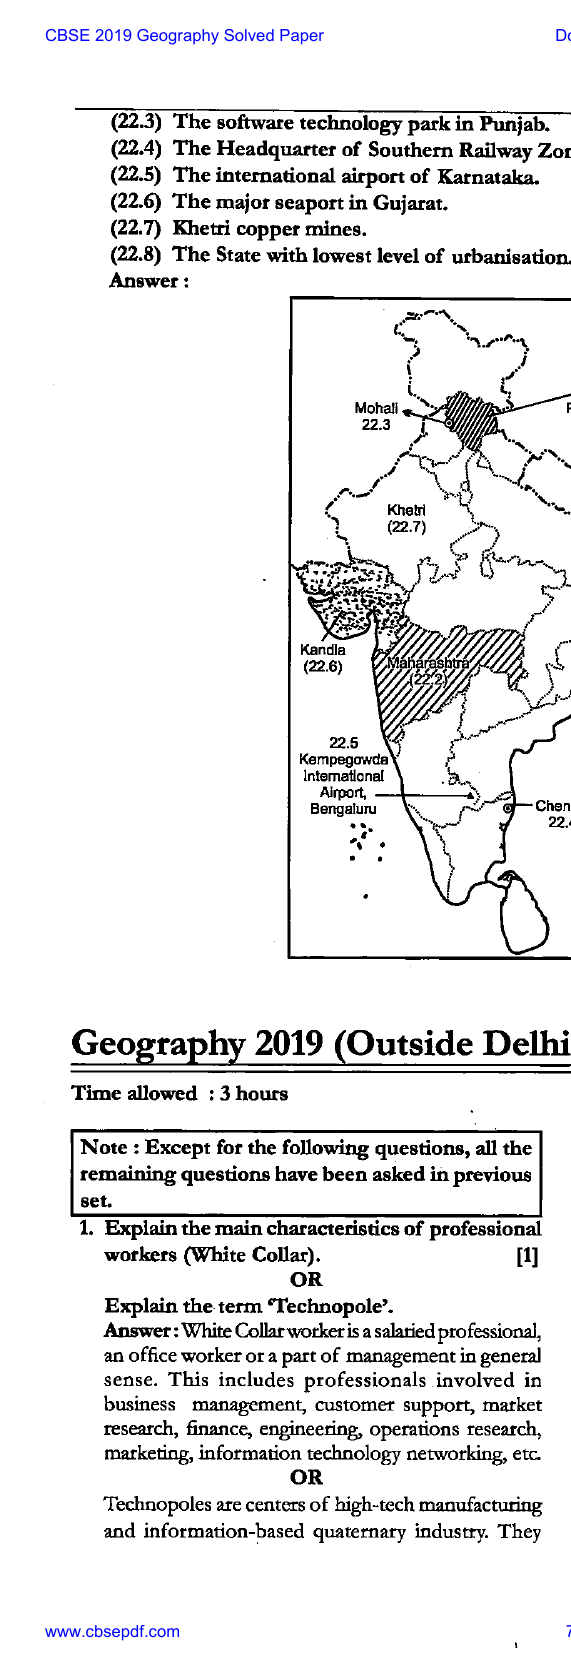 CBSE 2019 Geography Solved Paper
(22.3) The software technology park in Punjab.
(22.4) The Headquarter of Southern Railway Zon
(22.5) The international airport of Karnataka.
(22.6) The major seaport in Gujarat.
(22.7) Khetri copper mines.
(22.8) The State with lowest level of urbanisation.
Answer :
Mohali
22.3
Khetri
(22.7)
Kandla
(22.6)
Maharashtra
(22.2)
22.5
Kempegowda
International
Airport,
Bengaluru
Chen
22.4
Geography 2019 (Outside Delhi
Time allowed : 3 hours
Note : Except for the following questions, all the
remaining questions have been asked in previous
set.
1. Explain the main characteristics of professional
workers (White Collar). [1]
OR
Explain the term ‘Technopole’.
Answer : White Collar worker is a salaried professional,
an office worker or a part of management in general
sense. This includes professionals involved in
business management, customer support, market
research, finance, engineering, operations research,
marketing, information technology networking, etc.
OR
Technopoles are centers of high-tech manufacturing
and information-based quaternary industry. They
www.cbsepdf.com